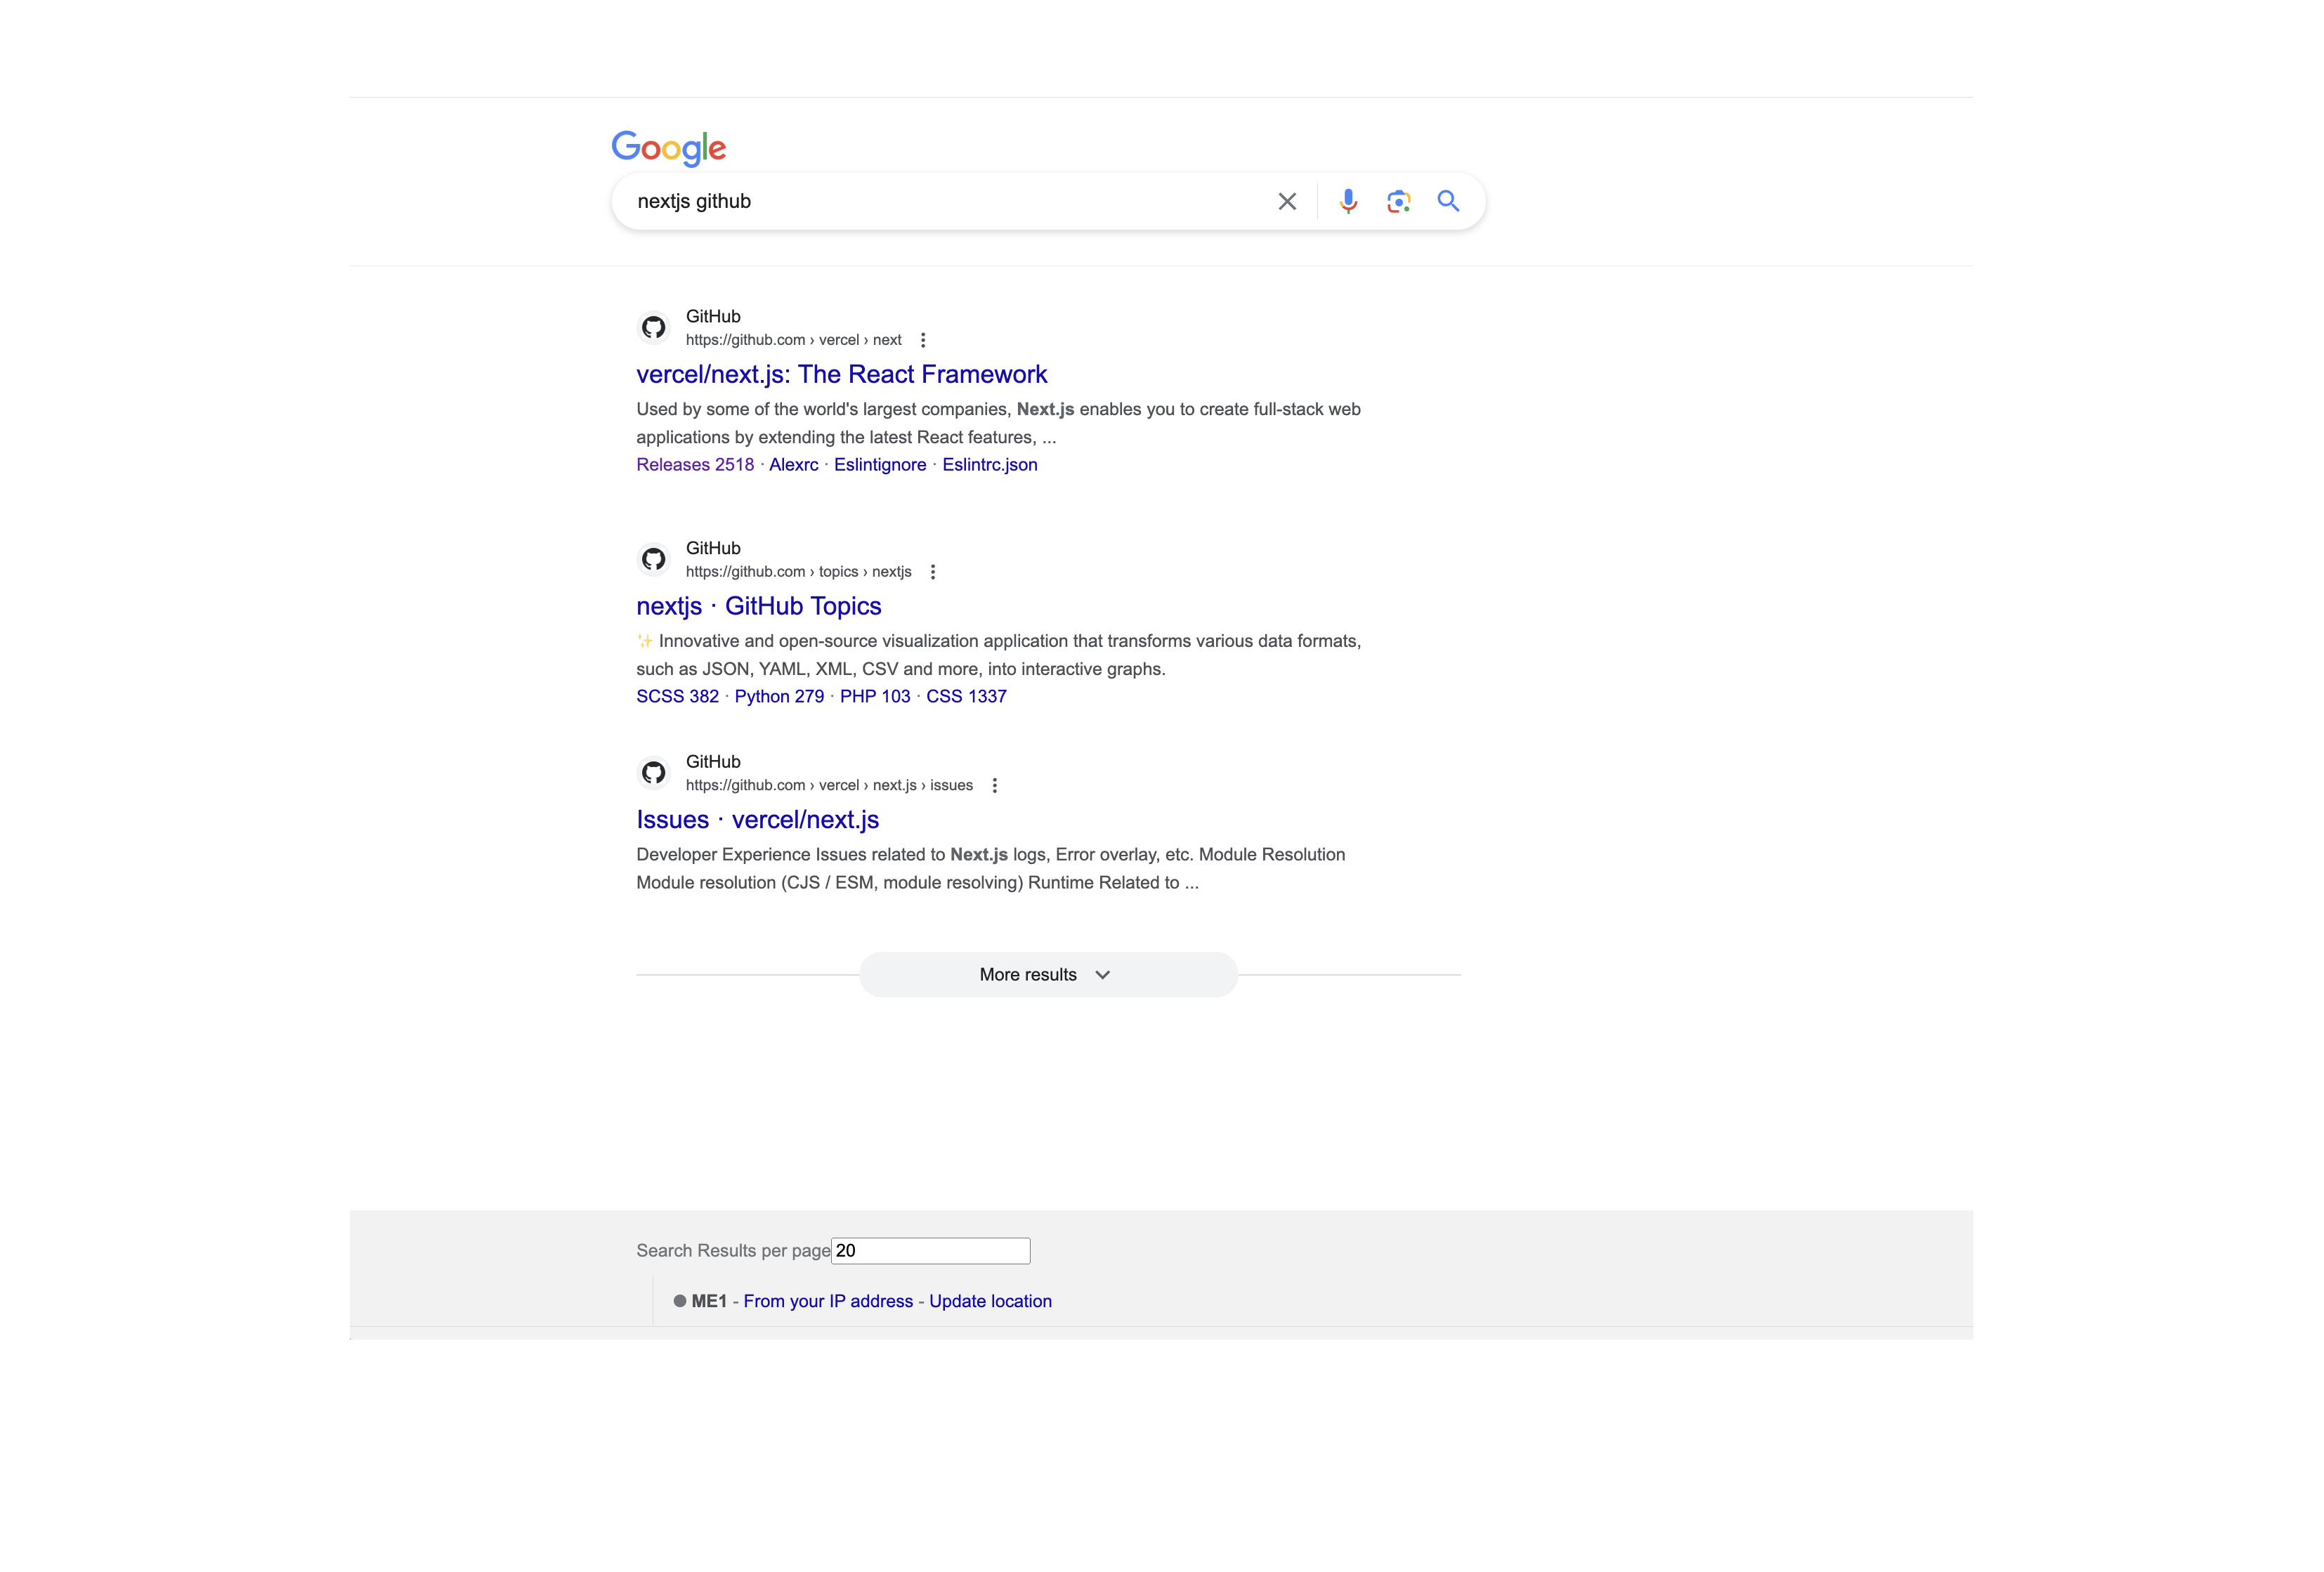 Google
nextjs github
GitHub
https://github.com › vercel › next
vercel/next.js: The React Framework
Used by some of the world's largest companies, Next.js enables you to create full-stack web
applications by extending the latest React features, ...
Releases 2518 · Alexrc · Eslintignore · Eslintrc.json
GitHub
https://github.com › topics › nextjs
nextjs · GitHub Topics
✨ Innovative and open-source visualization application that transforms various data formats,
such as JSON, YAML, XML, CSV and more, into interactive graphs.
SCSS 382 · Python 279 · PHP 103 · CSS 1337
GitHub
https://github.com › vercel › next.js › issues
Issues · vercel/next.js
Developer Experience Issues related to Next.js logs, Error overlay, etc. Module Resolution
Module resolution (CJS / ESM, module resolving) Runtime Related to ...
More results
Search Results per page 20
ME1 - From your IP address - Update location